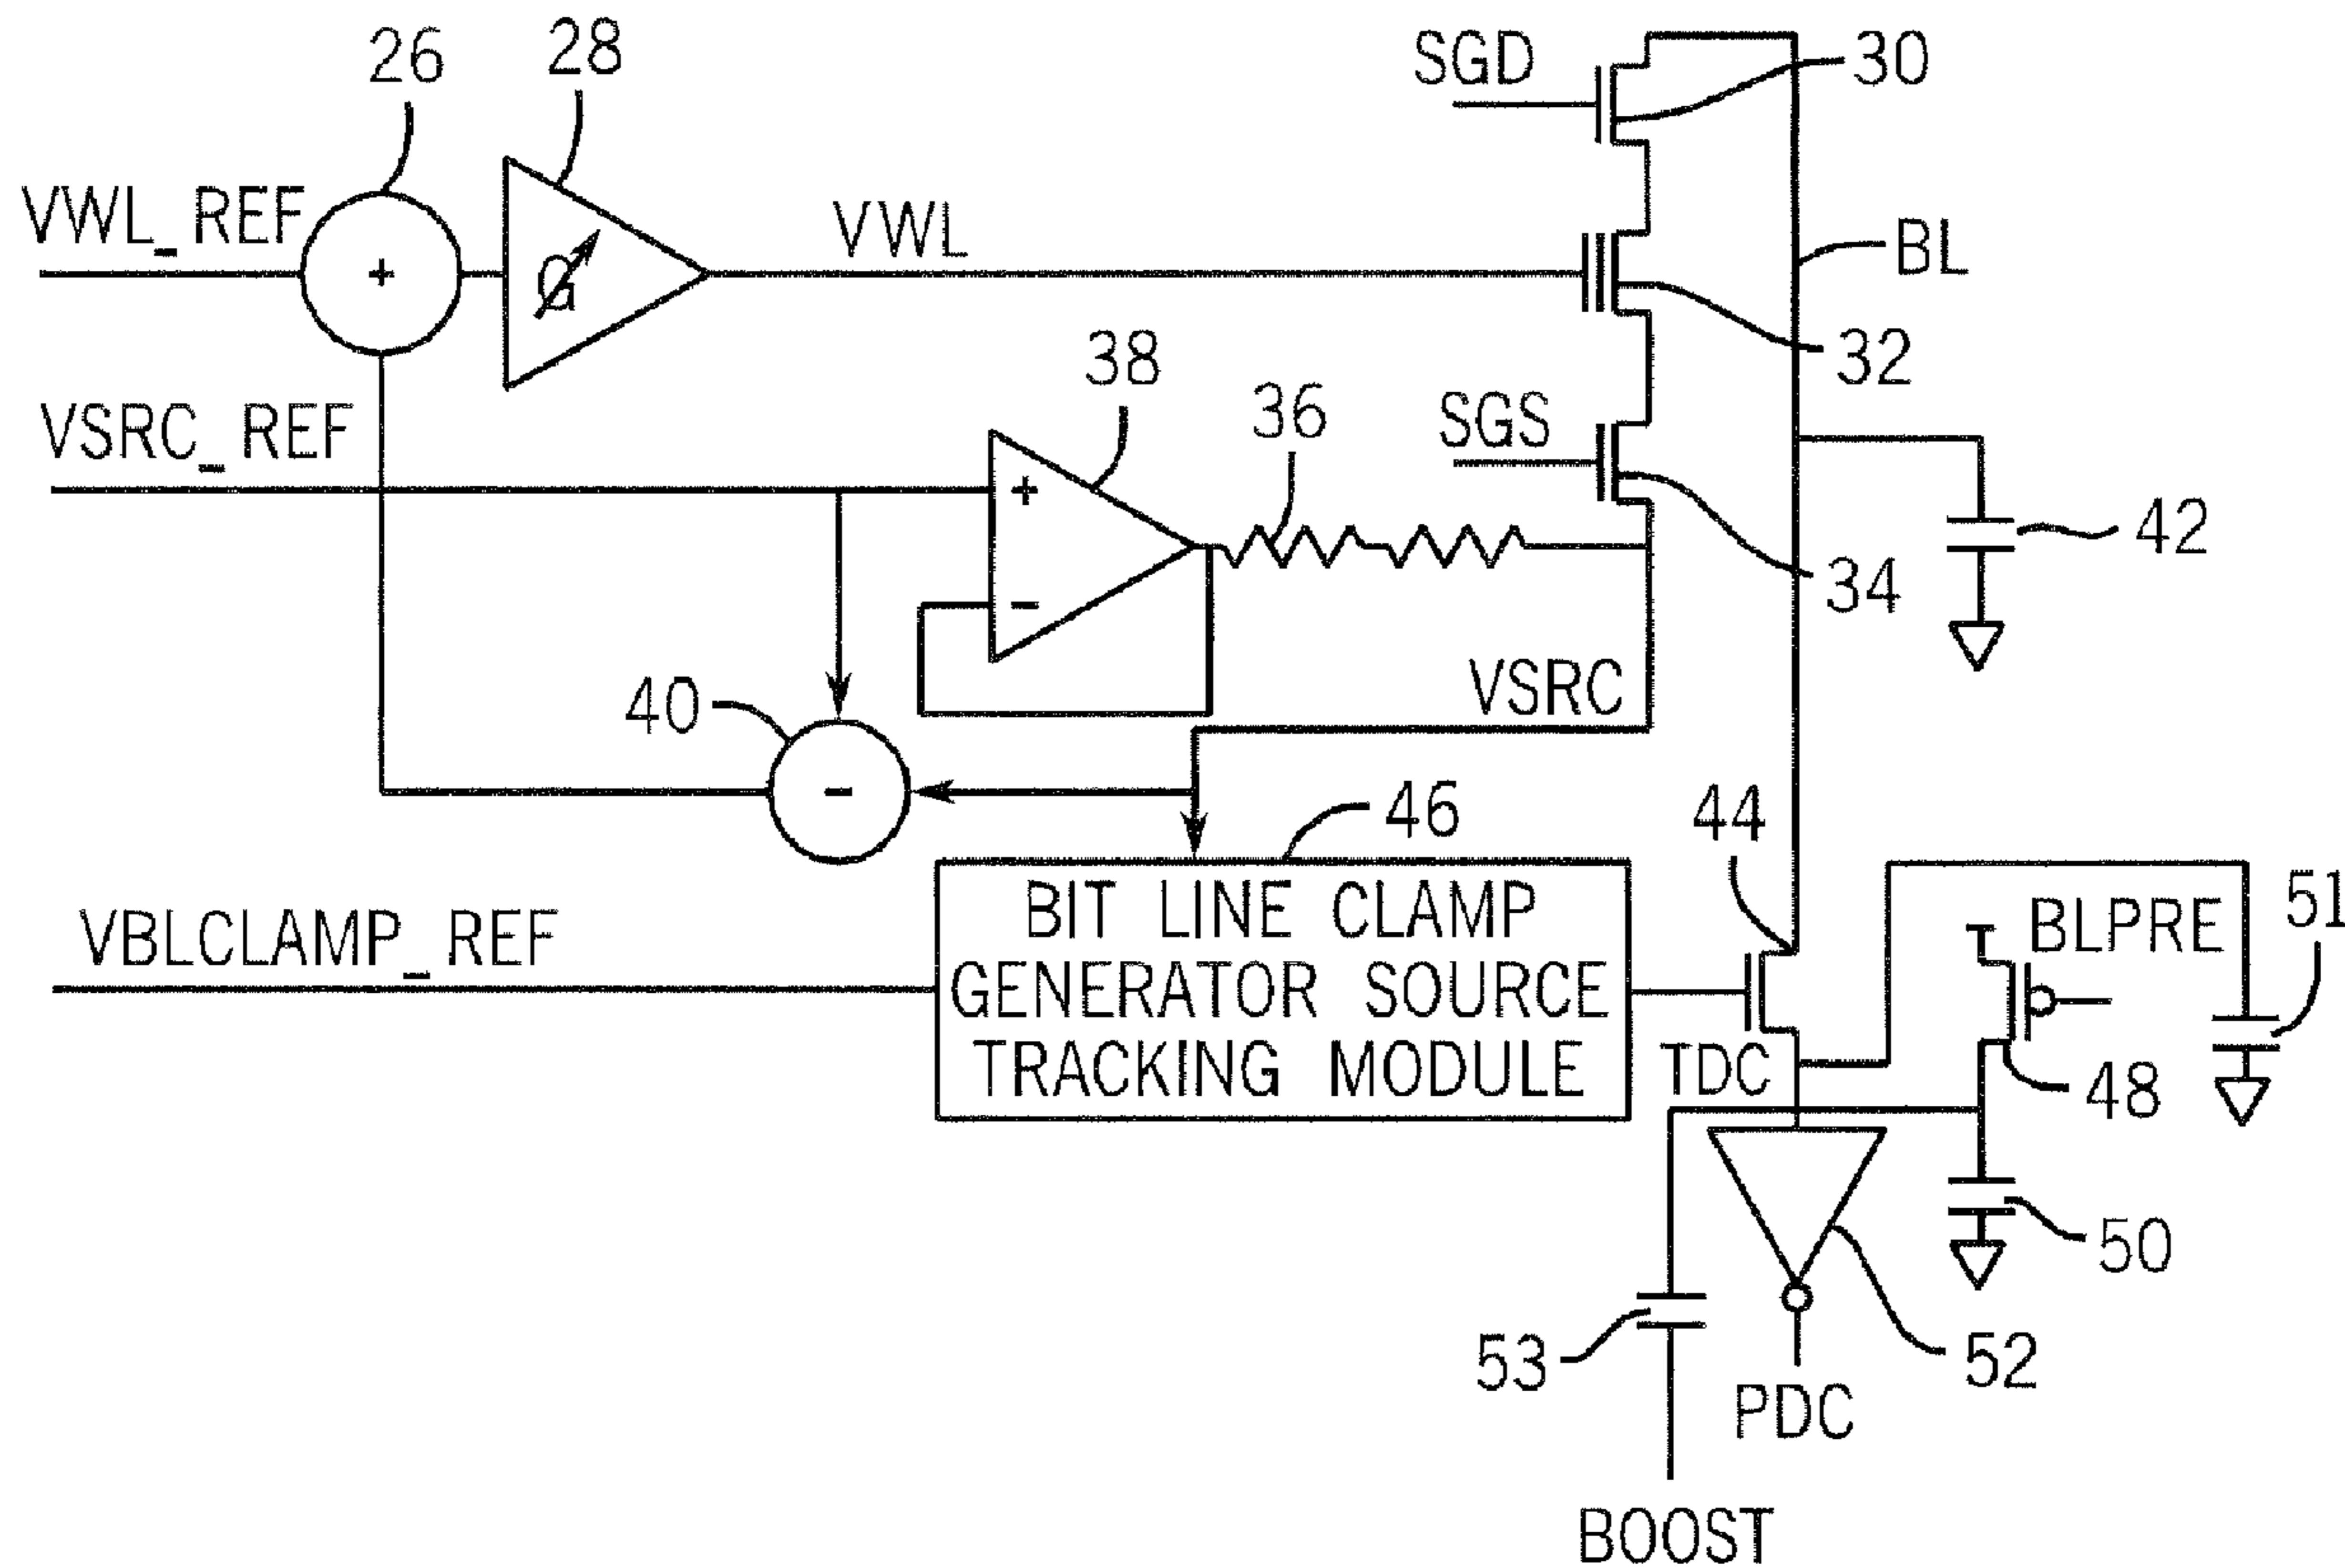 26
28
SGD
30
VWL_REF
+
G
VWL
BL
32
VSRC_REF
38
36
SGS
+
-
42
34
40
VSRC
-
46
44
VBLCLAMP_REF
BIT LINE CLAMP
GENERATOR SOURCE
TRACKING MODULE
BLPRE
51
TDC
48
50
53
52
PDC
BOOST